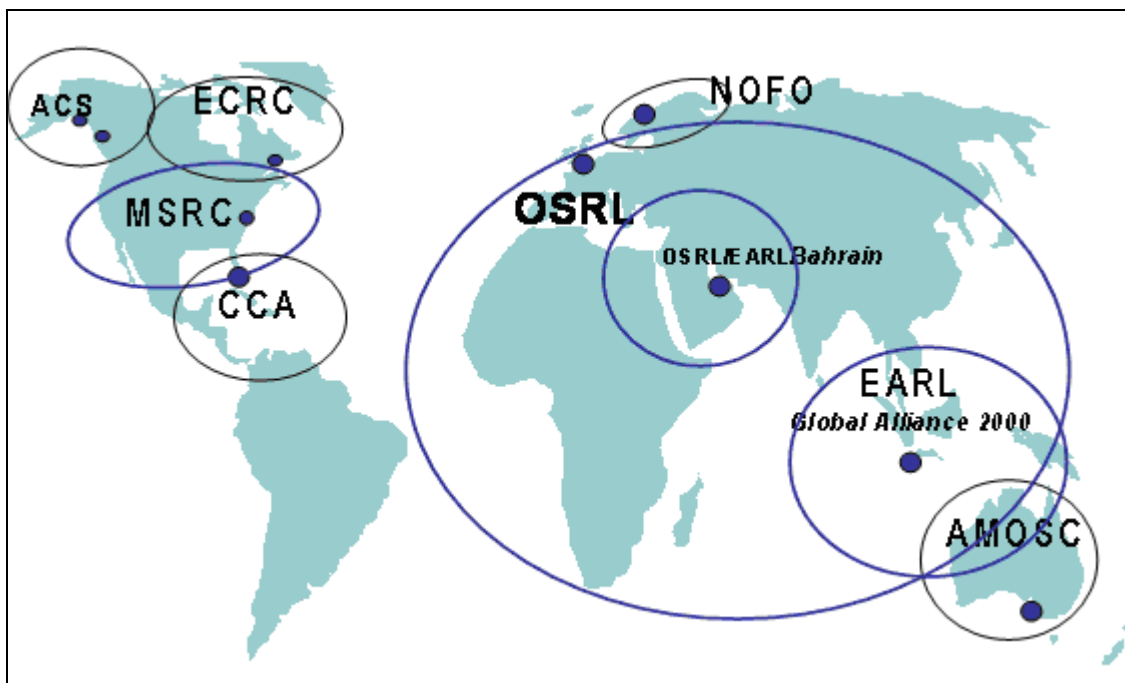 ACS
ECRC
NOFO
MSRC
OSRL
OSRL/EARL Bahrain
CCA
EARL
Global Alliance 2000
AMOSC